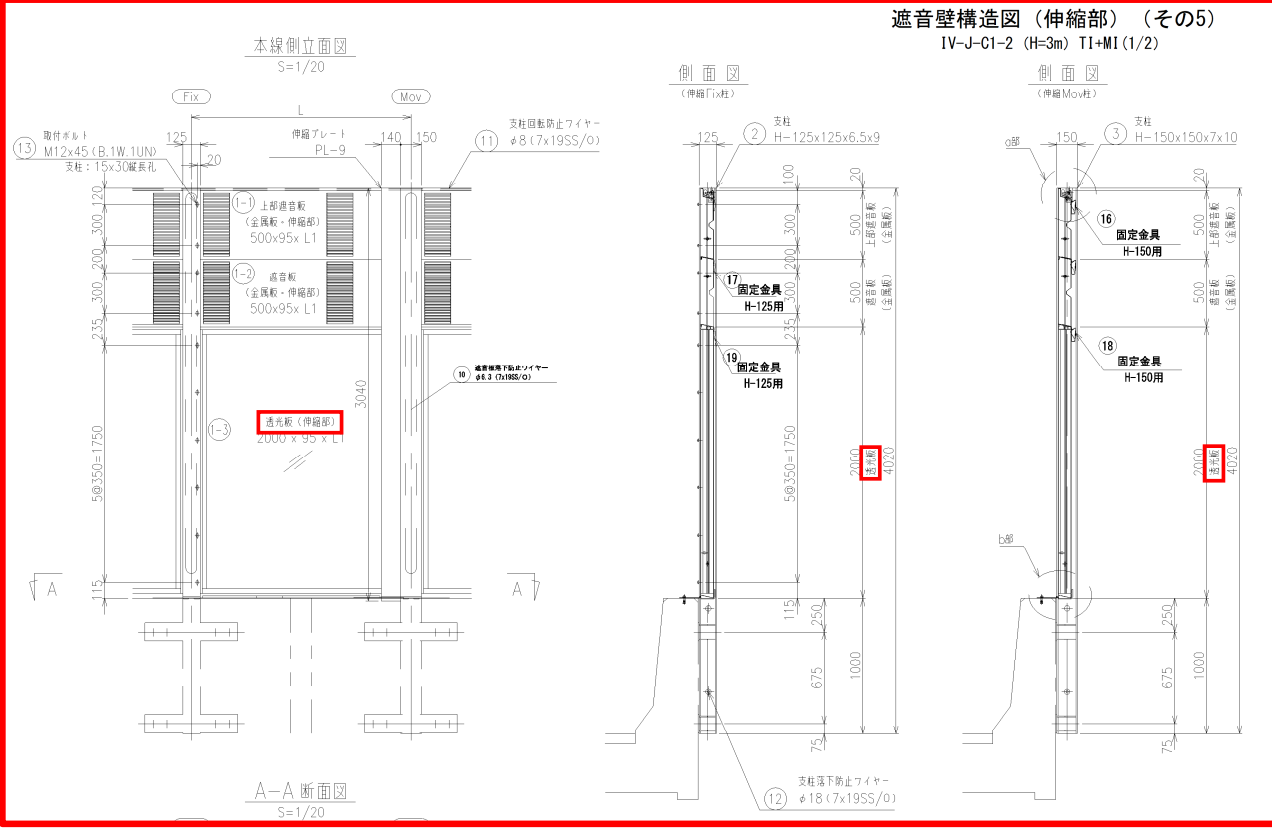 遮音壁構造図（伸縮部）（その5）
IV-J-C1-2 (H=3m) TI+MI(1/2)
本線側立面図
S=1/20
Fix
Mov
L
125
伸縮プレート
PL-9
140
150
20
13
取付ボルト
M12x45(B.1W.1UN)
支柱：15x30縦長孔
11
支柱回転防止ワイヤー
φ8(7x19SS/O)
120
300
200
300
235
5@350=1750
115
1-1
上部遮音板
(金属板・伸縮部)
500x95x L1
1-2
遮音板
(金属板・伸縮部)
500x95x L1
1-3
透光板（伸縮部）
2000 x 95 x L1
3040
10
遮音板落下防止ワイヤー
φ6.3 (7x19SS/O)
A
A
A-A 断面図
S=1/20
側 面 図
(伸縮Fix柱)
125
2
支柱
H-125x125x6.5x9
100
300
200
300
235
5@350=1750
115
20
500
上部遮音板
(金属板)
500
遮音板
(金属板)
2000
透光板
4020
17
固定金具
H-125用
19
固定金具
H-125用
250
675
75
1000
12
支柱落下防止ワイヤー
φ18(7x19SS/O)
側 面 図
(伸縮Mov柱)
150
3
支柱
H-150x150x7x10
a部
20
500
上部遮音板
(金属板)
500
遮音板
(金属板)
2000
透光板
4020
16
固定金具
H-150用
18
固定金具
H-150用
b部
250
675
75
1000